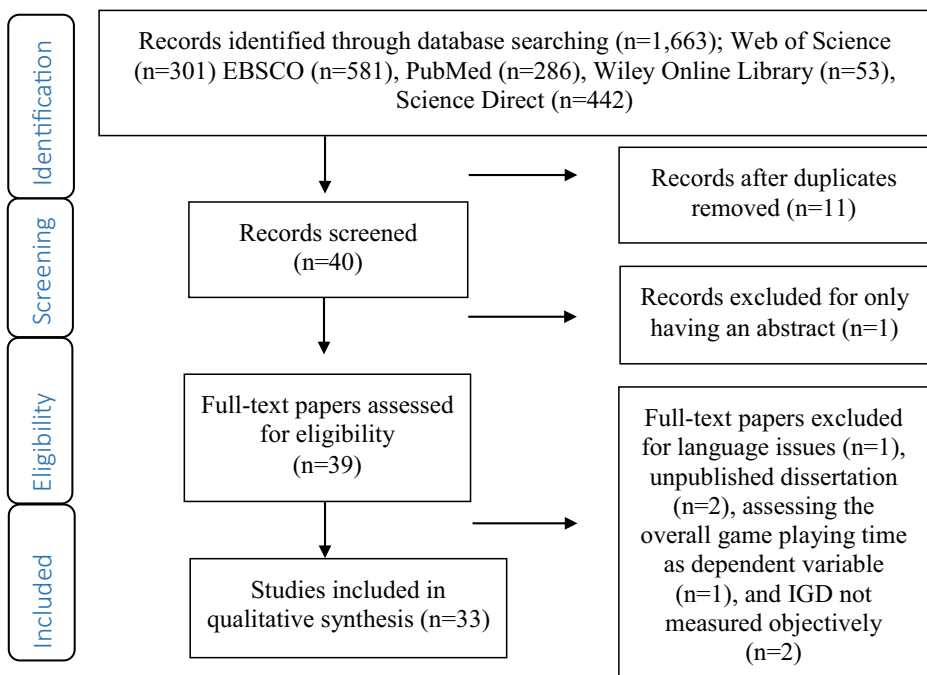 Identification
Records identified through database searching (n=1,663); Web of Science
(n=301) EBSCO (n=581), PubMed (n=286), Wiley Online Library (n=53),
Science Direct (n=442)
Records after duplicates
removed (n=11)
Screening
Records screened
(n=40)
Records excluded for only
having an abstract (n=1)
Eligibility
Full-text papers assessed
for eligibility
(n=39)
Full-text papers excluded
for language issues (n=1),
unpublished dissertation
(n=2), assessing the
overall game playing time
as dependent variable
(n=1), and IGD not
measured objectively
(n=2)
Included
Studies included in
qualitative synthesis (n=33)